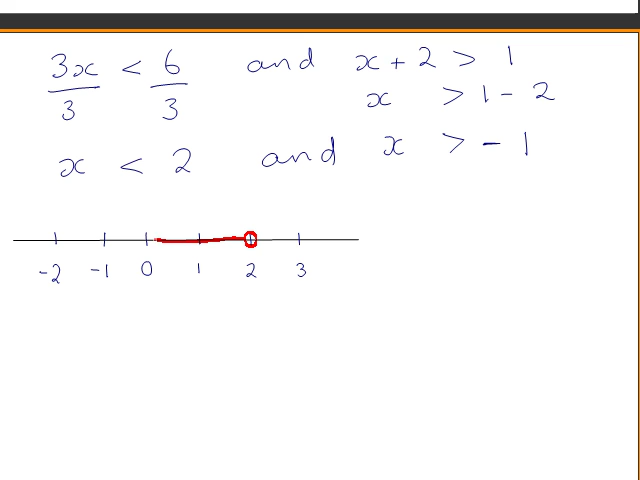 3x < 6 and x + 2 > 1
3 3 x > 1 - 2
x < 2 and x > -1
-2 -1 0 1 2 3